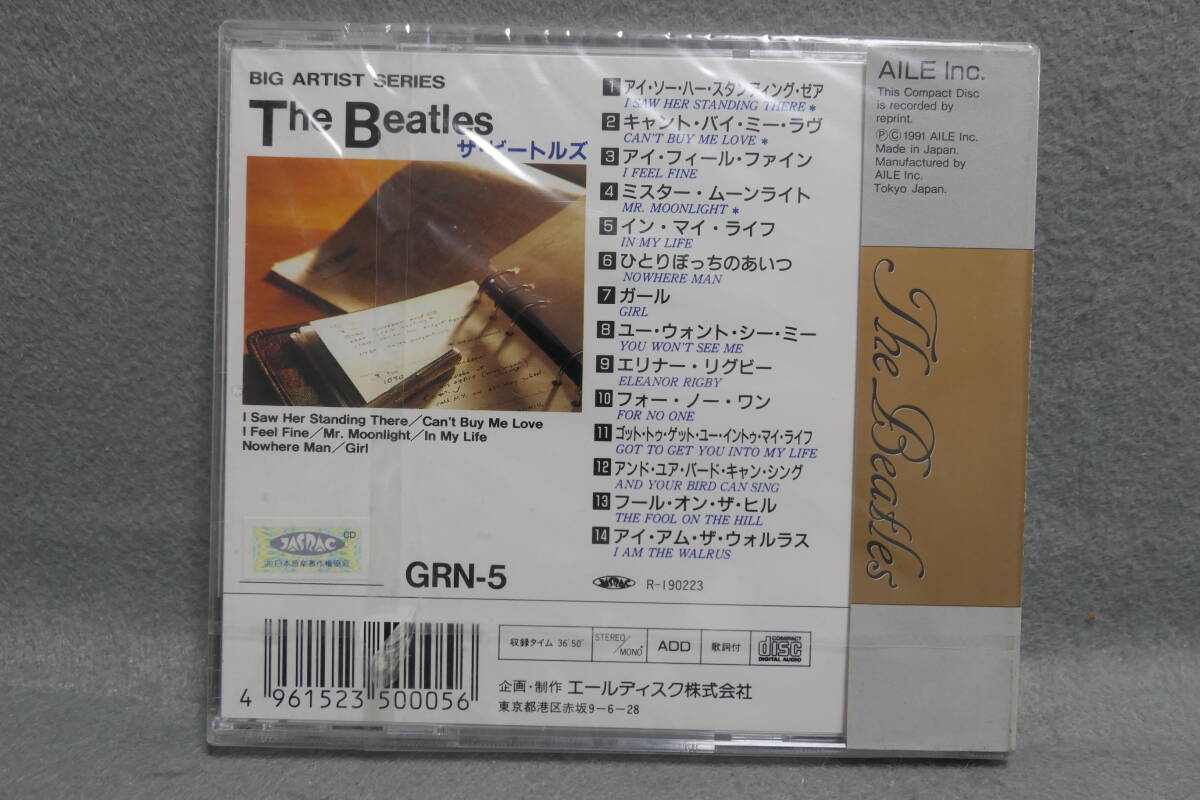 BIG ARTIST SERIES
The Beatles
ザ・ビートルズ
I Saw Her Standing There／Can't Buy Me Love
I Feel Fine／Mr. Moonlight／In My Life
Nowhere Man／Girl
JASRAC
CD
GRN-5
1 アイ・ソー・ハー・スタンディング・ゼア
I SAW HER STANDING THERE *
2 キャント・バイ・ミー・ラヴ
CAN'T BUY ME LOVE *
3 アイ・フィール・ファイン
I FEEL FINE
4 ミスター・ムーンライト
MR. MOONLIGHT *
5 イン・マイ・ライフ
IN MY LIFE
6 ひとりぼっちのあいつ
NOWHERE MAN
7 ガール
GIRL
8 ユー・ウォント・シー・ミー
YOU WON'T SEE ME
9 エリナー・リグビー
ELEANOR RIGBY
10 フォー・ノー・ワン
FOR NO ONE
11 ゴット・トゥ・ゲット・ユー・イントゥ・マイ・ライフ
GOT TO GET YOU INTO MY LIFE
12 アンド・ユア・バード・キャン・シング
AND YOUR BIRD CAN SING
13 フール・オン・ザ・ヒル
THE FOOL ON THE HILL
14 アイ・アム・ザ・ウォルラス
I AM THE WALRUS
JASRAC R-190223
4 961523 500056
収録タイム 36'50"
STEREO/MONO*
ADD
歌詞付
COMPACT disc DIGITAL AUDIO
企画・制作 エールディスク株式会社
東京都港区赤坂9-6-28
AILE Inc.
This Compact Disc
is recorded by
reprint.
ⓅⒸ1991 AILE Inc.
Made in Japan.
Manufactured by
AILE Inc.
Tokyo Japan.
The Beatles